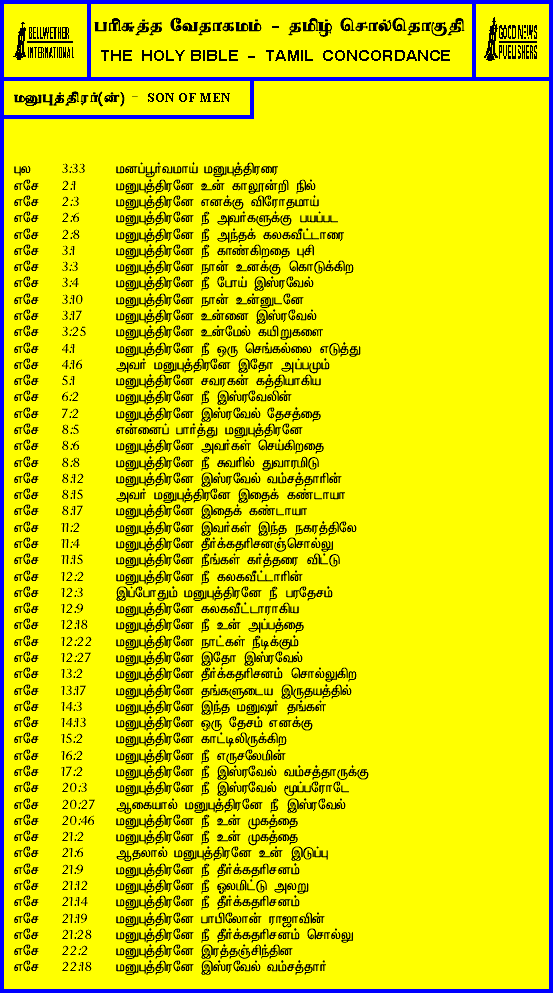 BELLWETHER
INTERNATIONAL
பரிசுத்த வேதாகமம் - தமிழ் சொல்தொகுதி
THE HOLY BIBLE - TAMIL CONCORDANCE
GOOD NEWS
PUBLISHERS
மனுபுத்திரர்(ன்) - SON OF MEN
புல 3:33 மனப்பூர்வமாய் மனுபுத்திரரை
எசே 2:1 மனுபுத்திரனே உன் காலூன்றி நில்
எசே 2:3 மனுபுத்திரனே எனக்கு விரோதமாய்
எசே 2:6 மனுபுத்திரனே நீ அவர்களுக்கு பயப்பட
எசே 2:8 மனுபுத்திரனே நீ அந்தக் கலகவீட்டாரை
எசே 3:1 மனுபுத்திரனே நீ காண்கிறதை புசி
எசே 3:3 மனுபுத்திரனே நான் உனக்கு கொடுக்கிற
எசே 3:4 மனுபுத்திரனே நீ போய் இஸ்ரவேல்
எசே 3:10 மனுபுத்திரனே நான் உன்னுடனே
எசே 3:17 மனுபுத்திரனே உன்னை இஸ்ரவேல்
எசே 3:25 மனுபுத்திரனே உன்மேல் கயிறுகளை
எசே 4:1 மனுபுத்திரனே நீ ஒரு செங்கல்லை எடுத்து
எசே 4:16 அவர் மனுபுத்திரனே இதோ அப்பமும்
எசே 5:1 மனுபுத்திரனே சவரகன் கத்தியாகிய
எசே 6:2 மனுபுத்திரனே நீ இஸ்ரவேலின்
எசே 7:2 மனுபுத்திரனே இஸ்ரவேல் தேசத்தை
எசே 8:5 என்னைப் பார்த்து மனுபுத்திரனே
எசே 8:6 மனுபுத்திரனே அவர்கள் செய்கிறதை
எசே 8:8 மனுபுத்திரனே நீ சுவரில் துவாரமிடு
எசே 8:12 மனுபுத்திரனே இஸ்ரவேல் வம்சத்தாரின்
எசே 8:15 அவர் மனுபுத்திரனே இதைக் கண்டாயா
எசே 8:17 மனுபுத்திரனே இதைக் கண்டாயா
எசே 11:2 மனுபுத்திரனே இவர்கள் இந்த நகரத்திலே
எசே 11:4 மனுபுத்திரனே தீர்க்கதரிசனஞ்சொல்லு
எசே 11:15 மனுபுத்திரனே நீங்கள் கர்த்தரை விட்டு
எசே 12:2 மனுபுத்திரனே நீ கலகவீட்டாரின்
எசே 12:3 இப்போதும் மனுபுத்திரனே நீ பரதேசம்
எசே 12:9 மனுபுத்திரனே கலகவீட்டாராகிய
எசே 12:18 மனுபுத்திரனே நீ உன் அப்பத்தை
எசே 12:22 மனுபுத்திரனே நாட்கள் நீடிக்கும்
எசே 12:27 மனுபுத்திரனே இதோ இஸ்ரவேல்
எசே 13:2 மனுபுத்திரனே தீர்க்கதரிசனம் சொல்லுகிற
எசே 13:17 மனுபுத்திரனே தங்களுடைய இருதயத்தில்
எசே 14:3 மனுபுத்திரனே இந்த மனுஷர் தங்கள்
எசே 14:13 மனுபுத்திரனே ஒரு தேசம் எனக்கு
எசே 15:2 மனுபுத்திரனே காட்டிலிருக்கிற
எசே 16:2 மனுபுத்திரனே நீ எருசலேமின்
எசே 17:2 மனுபுத்திரனே நீ இஸ்ரவேல் வம்சத்தாருக்கு
எசே 20:3 மனுபுத்திரனே நீ இஸ்ரவேல் மூப்பரோடே
எசே 20:27 ஆகையால் மனுபுத்திரனே நீ இஸ்ரவேல்
எசே 20:46 மனுபுத்திரனே நீ உன் முகத்தை
எசே 21:2 மனுபுத்திரனே நீ உன் முகத்தை
எசே 21:6 ஆதலால் மனுபுத்திரனே உன் இடுப்பு
எசே 21:9 மனுபுத்திரனே நீ தீர்க்கதரிசனம்
எசே 21:12 மனுபுத்திரனே நீ ஓலமிட்டு அலறு
எசே 21:14 மனுபுத்திரனே நீ தீர்க்கதரிசனம்
எசே 21:19 மனுபுத்திரனே பாபிலோன் ராஜாவின்
எசே 21:28 மனுபுத்திரனே நீ தீர்க்கதரிசனம் சொல்லு
எசே 22:2 மனுபுத்திரனே இரத்தஞ்சிந்தின
எசே 22:18 மனுபுத்திரனே இஸ்ரவேல் வம்சத்தார்